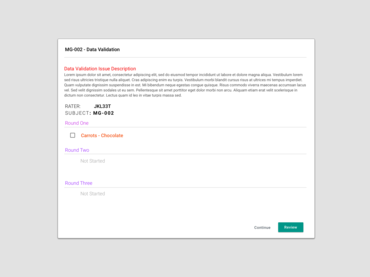 MG-002 - Data Validation
Data Validation Issue Description
Lorem ipsum dolor sit amet, consectetur adipiscing elit, sed do eiusmod tempor incididunt ut labore et dolore magna aliqua. Vestibulum lorem
sed risus ultricies tristique nulla aliquet. Cras adipiscing enim eu turpis. Vestibulum morbi blandit cursus risus at ultrices mi tempus imperdiet.
Quam vulputate dignissim suspendisse in est. Mi bibendum neque egestas congue quisque. Risus commodo viverra maecenas accumsan lacus
vel. Sed velit dignissim sodales ut eu sem. Pellentesque sit amet porttitor eget dolor morbi non arcu. Aliquam etiam erat velit scelerisque in
dictum non consectetur. Lectus quam id leo in vitae turpis massa sed.
RATER: JKL33T
SUBJECT: MG-002
Round One
Carrots - Chocolate
Round Two
Not Started
Round Three
Not Started
Continue Review